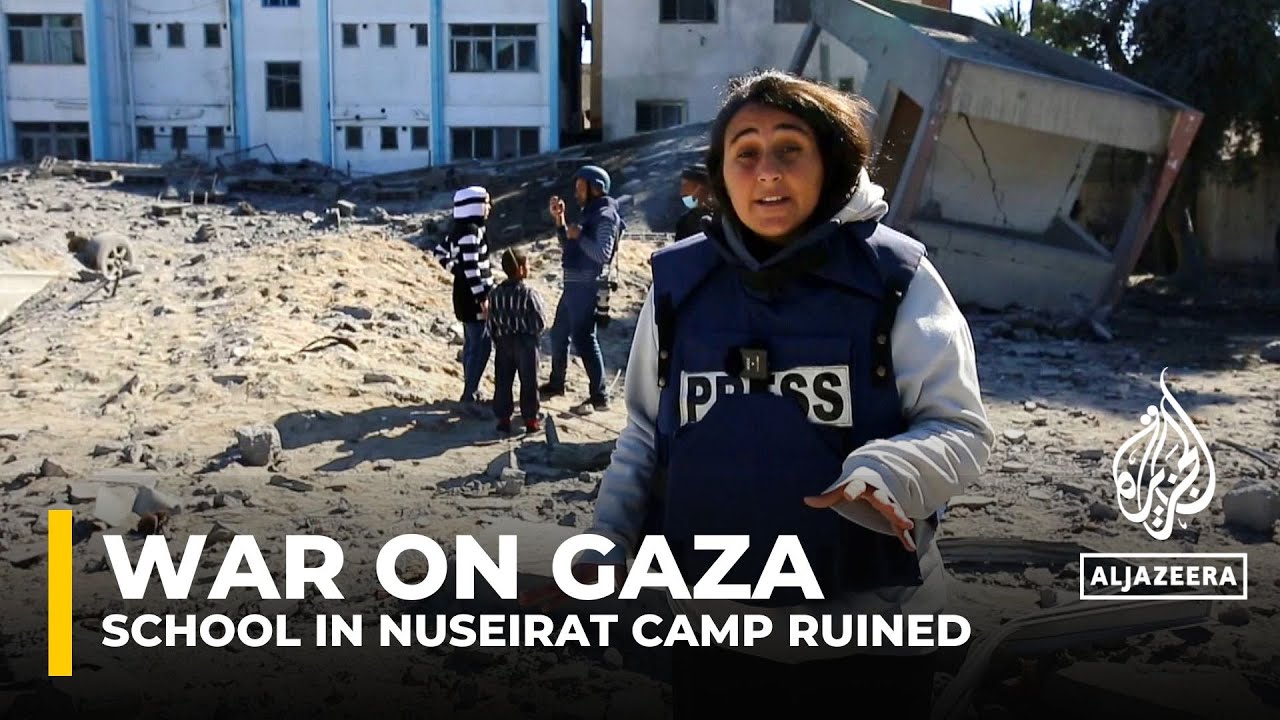 PRESS
WAR ON GAZA
SCHOOL IN NUSEIRAT CAMP RUINED
الجزيرة
ALJAZEERA